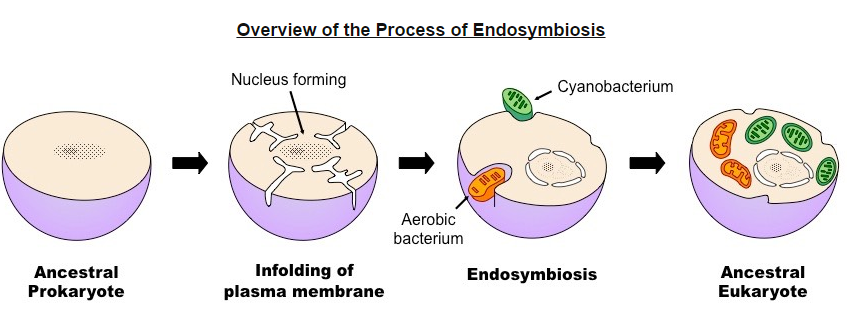 Overview of the Process of Endosymbiosis
Nucleus forming
Cyanobacterium
Aerobic
bacterium
Ancestral
Prokaryote
Infolding of
plasma membrane
Endosymbiosis
Ancestral
Eukaryote